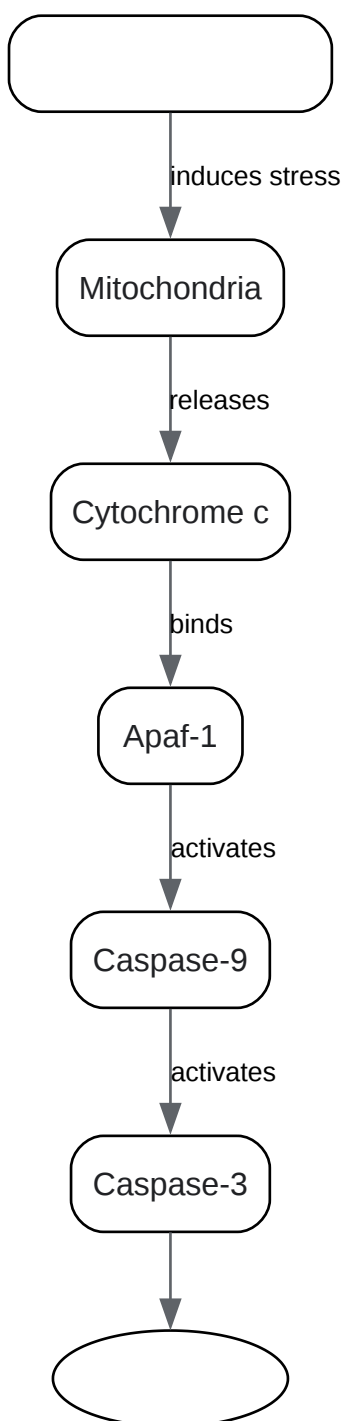 induces stress
Mitochondria
releases
Cytochrome c
binds
Apaf-1
activates
Caspase-9
activates
Caspase-3